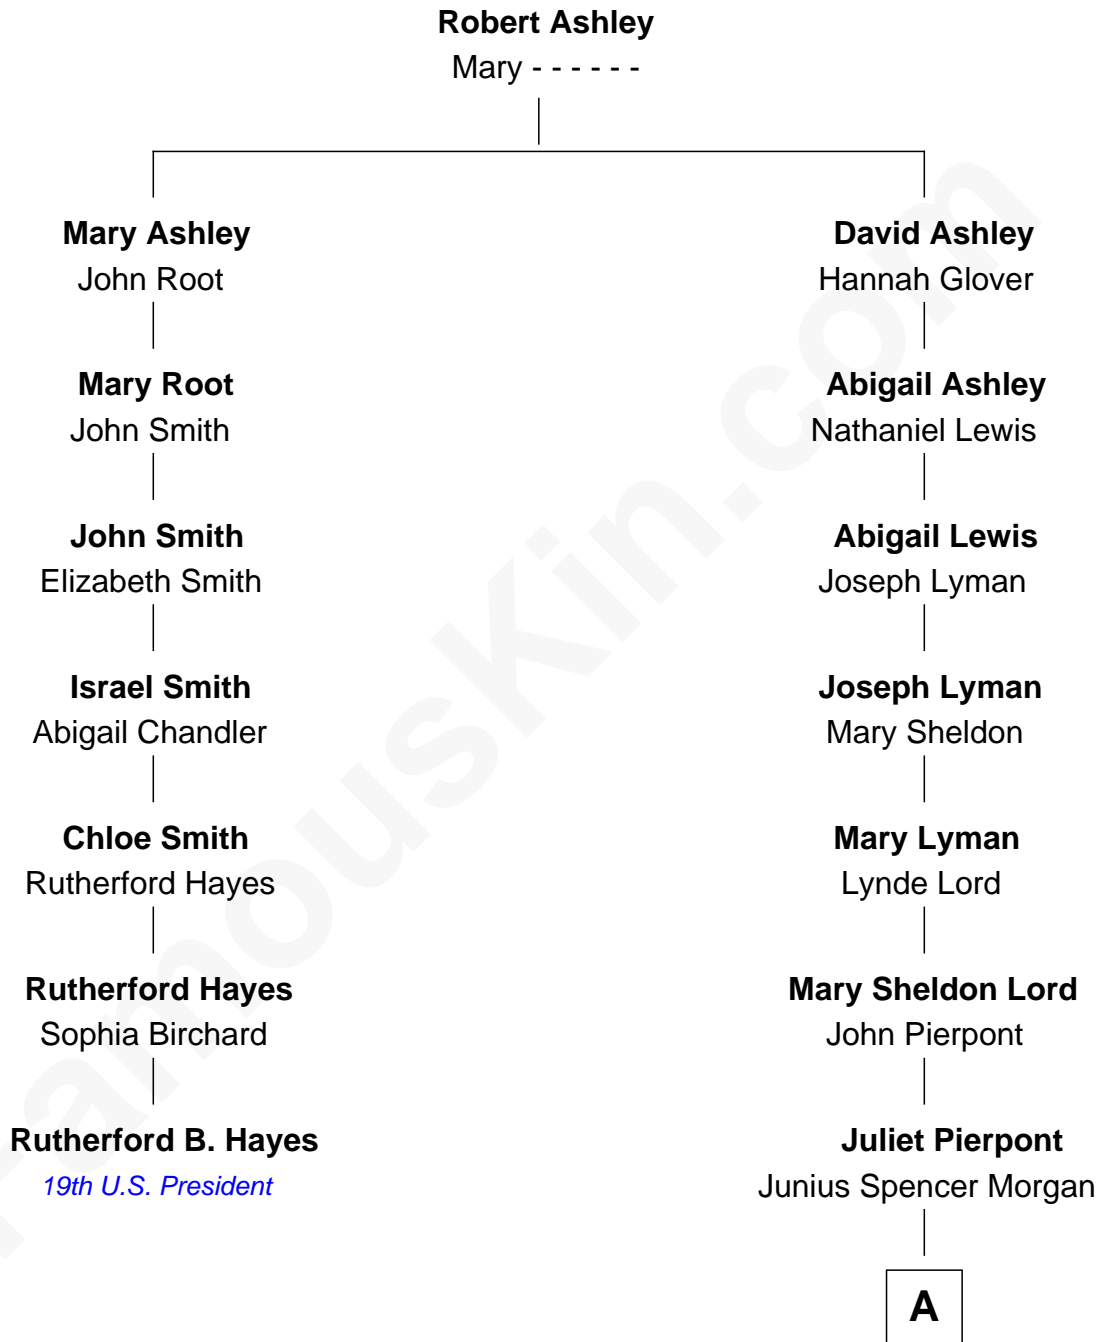 Robert Ashley
Mary - - - - - -
Mary Ashley
John Root
David Ashley
Hannah Glover
Mary Root
John Smith
Abigail Ashley
Nathaniel Lewis
John Smith
Elizabeth Smith
Abigail Lewis
Joseph Lyman
Israel Smith
Abigail Chandler
Joseph Lyman
Mary Sheldon
Chloe Smith
Rutherford Hayes
Mary Lyman
Lynde Lord
Rutherford Hayes
Sophia Birchard
Mary Sheldon Lord
John Pierpont
Rutherford B. Hayes
19th U.S. President
Juliet Pierpont
Junius Spencer Morgan
A
FamousKin.com